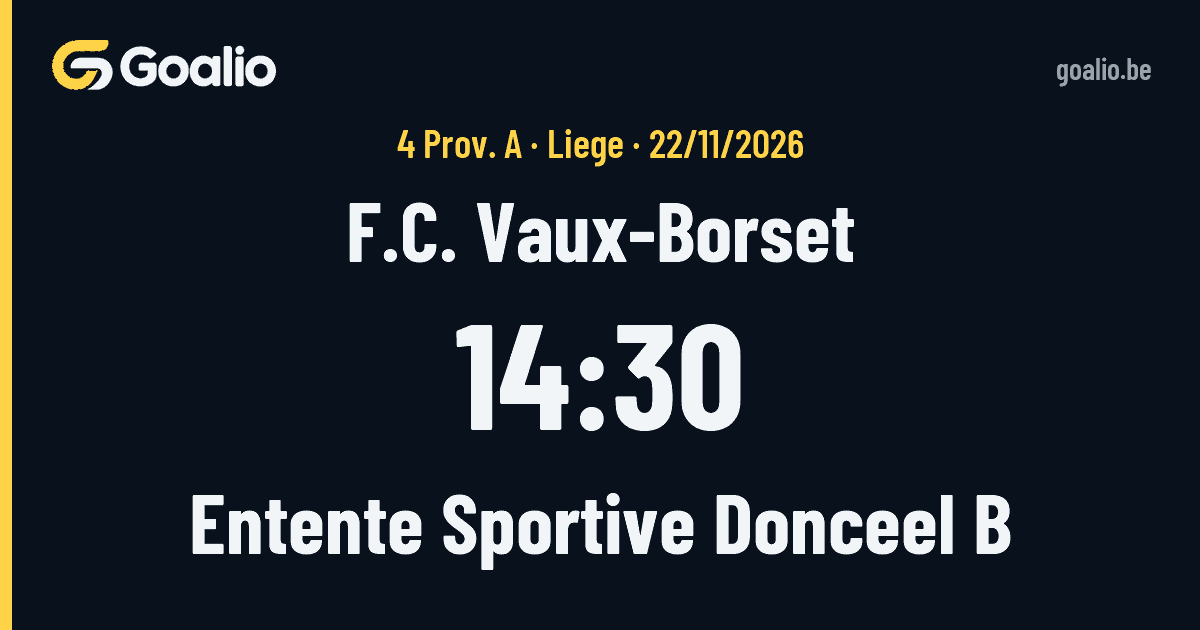 Goalio
goalio.be
4 Prov. A · Liege · 22/11/2026
F.C. Vaux-Borset
14:30
Entente Sportive Donceel B